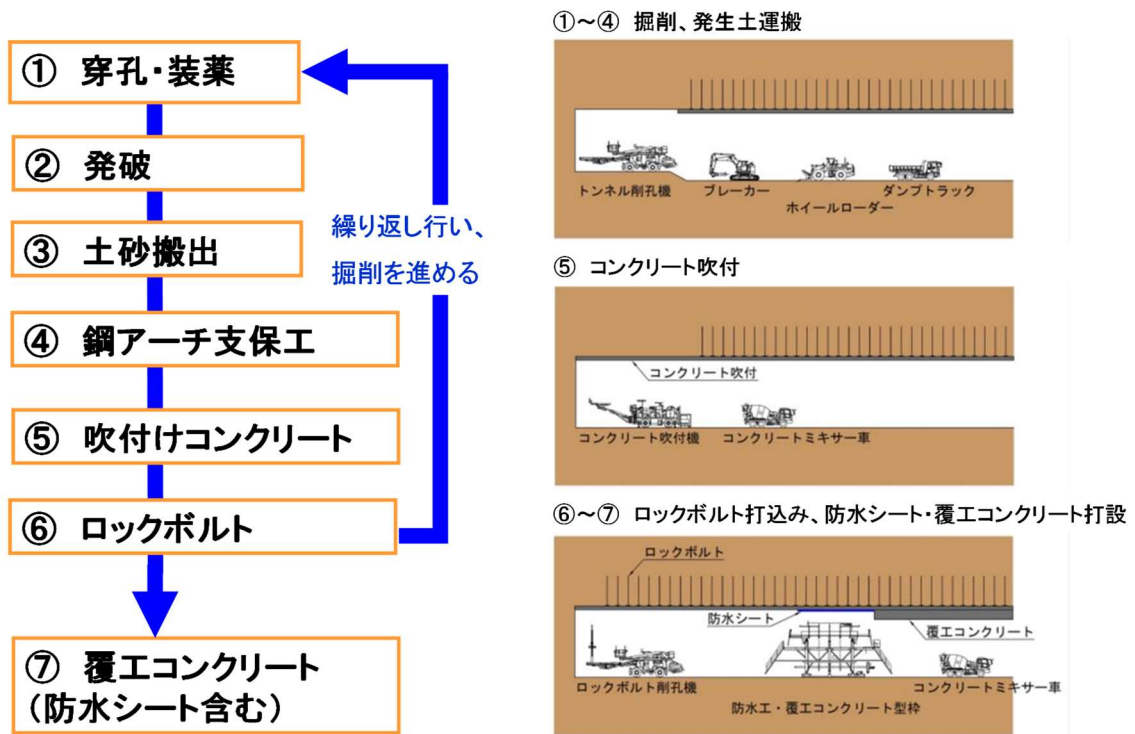 ① 穿孔・装薬
② 発破
③ 土砂搬出
④ 鋼アーチ支保工
⑤ 吹付けコンクリート
⑥ ロックボルト
⑦ 覆工コンクリート
（防水シート含む）
繰り返し行い、
掘削を進める
①～④ 掘削、発生土運搬
トンネル削孔機
ブレーカー
ホイールローダー
ダンプトラック
⑤ コンクリート吹付
コンクリート吹付
コンクリート吹付機
コンクリートミキサー車
⑥～⑦ ロックボルト打込み、防水シート・覆工コンクリート打設
ロックボルト
防水シート
覆工コンクリート
ロックボルト削孔機
防水工・覆工コンクリート型枠
コンクリートミキサー車